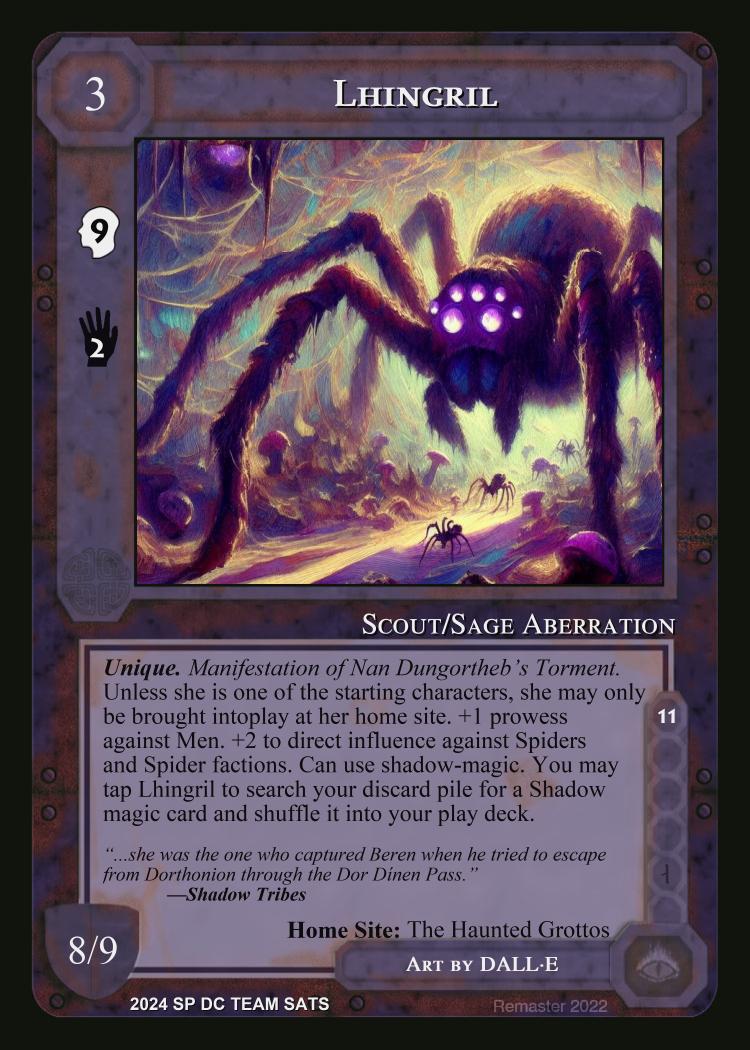 3
Lhingril
9
2
Scout/Sage Aberration
Unique. Manifestation of Nan Dungortheb's Torment.
Unless she is one of the starting characters, she may only
be brought intoplay at her home site. +1 prowess
against Men. +2 to direct influence against Spiders
and Spider factions. Can use shadow-magic. You may
tap Lhingril to search your discard pile for a Shadow
magic card and shuffle it into your play deck.
11
“...she was the one who captured Beren when he tried to escape
from Dorthonion through the Dor Dínen Pass.”
—Shadow Tribes
Home Site: The Haunted Grottos
8/9
Art by DALL·E
2024 SP DC TEAM SATS
Remaster 2022